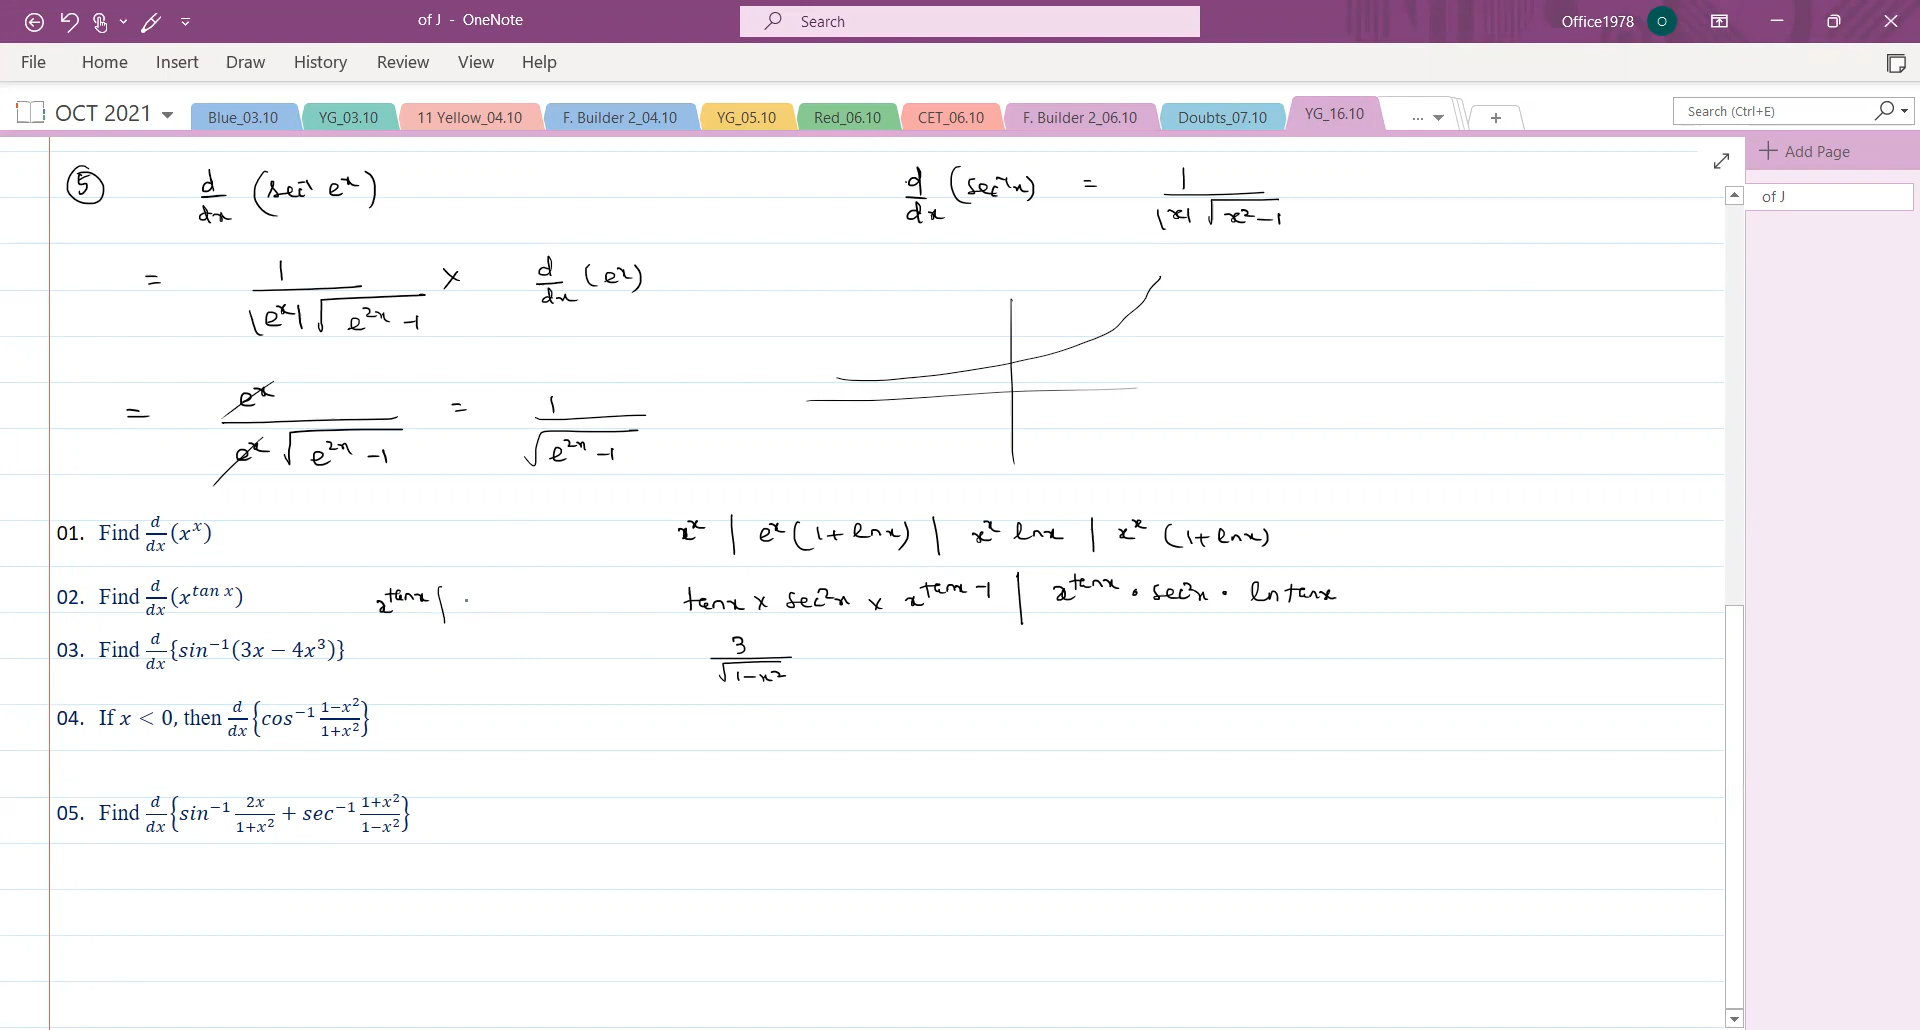 of J - OneNote
Search
Office1978 O
File Home Insert Draw History Review View Help
OCT 2021 Blue_03.10 YG_03.10 11 Yellow_04.10 F. Builder 2_04.10 YG_05.10 Red_06.10 CET_06.10 F. Builder 2_06.10 Doubts_07.10 YG_16.10 ... + Search (Ctrl+E)
+ Add Page
of J
⑤ d/dx (sec⁻¹ eˣ) d/dx (sec⁻¹x) = 1/(|x| √(x²-1))
= 1/(|eˣ| √(e²ˣ-1)) × d/dx (eˣ)
= eˣ/(eˣ √(e²ˣ-1)) = 1/√(e²ˣ-1)
01. Find d/dx (xˣ) xˣ | eˣ (1+lnx) | xˣ lnx | xˣ (1+lnx)
02. Find d/dx (x^{tan x}) x^{tanx} | tanx × sec²x × x^{tanx-1} | x^{tanx} · sec²x · ln tanx
03. Find d/dx {sin⁻¹(3x − 4x³)} 3/√(1-x²)
04. If x < 0, then d/dx {cos⁻¹ (1−x²)/(1+x²)}
05. Find d/dx {sin⁻¹ 2x/(1+x²) + sec⁻¹ (1+x²)/(1−x²)}